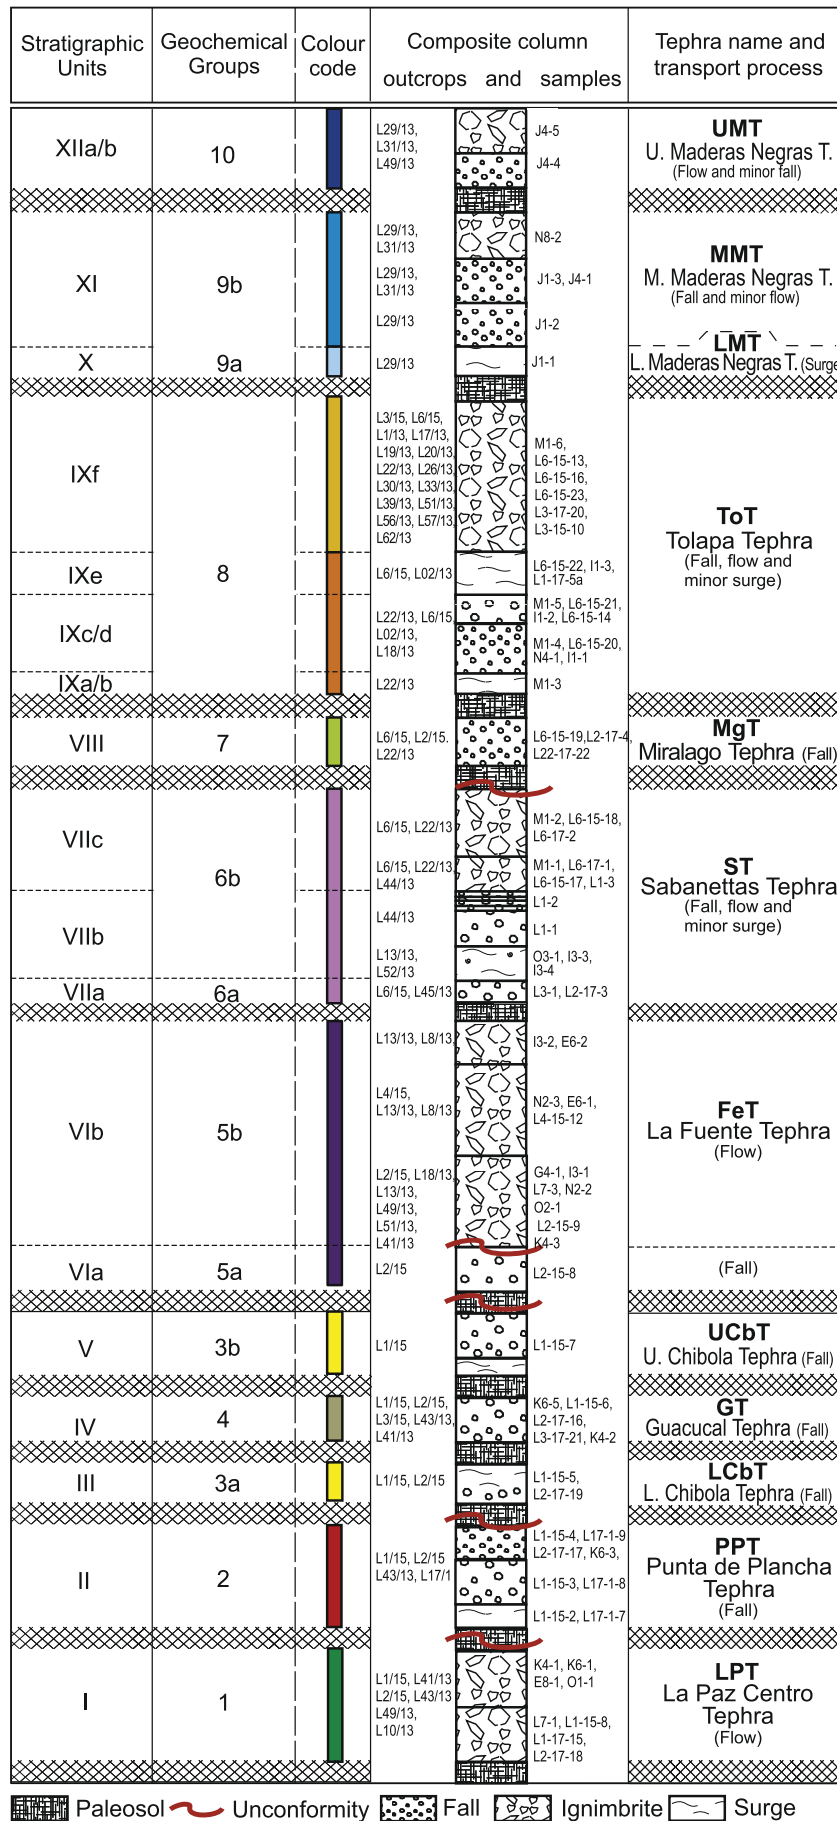 Stratigraphic Units
Geochemical Groups
Colour code
Composite column
outcrops and samples
Tephra name and transport process
XIIa/b
10
L29/13,
L31/13,
L49/13
J4-5
J4-4
UMT
U. Maderas Negras T.
(Flow and minor fall)
XI
9b
L29/13,
L31/13
L29/13,
L31/13
L29/13
N8-2
J1-3, J4-1
J1-2
MMT
M. Maderas Negras T.
(Fall and minor flow)
X
9a
L29/13
J1-1
LMT
L. Maderas Negras T. (Surge
IXf
8
L3/15, L6/15,
L1/13, L17/13,
L19/13, L20/13,
L22/13, L26/13,
L30/13, L33/13,
L39/13, L51/13,
L56/13, L57/13,
L62/13
M1-6,
L6-15-13,
L6-15-16,
L6-15-23,
L3-17-20,
L3-15-10
ToT
Tolapa Tephra
(Fall, flow and
minor surge)
IXe
L6/15, L02/13
L6-15-22, I1-3,
L1-17-5a
IXc/d
L22/13, L6/15,
L02/13,
L18/13
M1-5, L6-15-21,
I1-2, L6-15-14
M1-4, L6-15-20,
N4-1, I1-1
IXa/b
L22/13
M1-3
VIII
7
L6/15, L2/15.
L22/13
L6-15-19,L2-17-4,
L22-17-22
MgT
Miralago Tephra (Fall)
VIIc
6b
L6/15, L22/13
L6/15, L22/13,
L44/13
M1-2, L6-15-18,
L6-17-2
M1-1, L6-17-1,
L6-15-17, L1-3
ST
Sabanettas Tephra
(Fall, flow and
minor surge)
VIIb
L44/13
L13/13,
L52/13
L1-2
L1-1
O3-1, I3-3,
I3-4
VIIa
6a
L6/15, L45/13
L3-1, L2-17-3
VIb
5b
L13/13, L8/13,
L4/15,
L13/13, L8/13
L2/15, L18/13,
L13/13,
L49/13,
L51/13,
L41/13
I3-2, E6-2
N2-3, E6-1,
L4-15-12
G4-1, I3-1
L7-3, N2-2
O2-1
L2-15-9
K4-3
FeT
La Fuente Tephra
(Flow)
VIa
5a
L2/15
L2-15-8
(Fall)
V
3b
L1/15
L1-15-7
UCbT
U. Chibola Tephra (Fall)
IV
4
L1/15, L2/15,
L3/15, L43/13,
L41/13
K6-5, L1-15-6,
L2-17-16,
L3-17-21, K4-2
GT
Guacucal Tephra (Fall)
III
3a
L1/15, L2/15
L1-15-5,
L2-17-19
LCbT
L. Chibola Tephra (Fall)
II
2
L1/15, L2/15
L43/13, L17/1
L1-15-4, L17-1-9
L2-17-17, K6-3,
L1-15-3, L17-1-8
L1-15-2, L17-1-7
PPT
Punta de Plancha
Tephra
(Fall)
I
1
L1/15, L41/13
L2/15, L43/13
L49/13,
L10/13
K4-1, K6-1,
E8-1, O1-1
L7-1, L1-15-8,
L1-17-15,
L2-17-18
LPT
La Paz Centro
Tephra
(Flow)
Paleosol Unconformity Fall Ignimbrite Surge